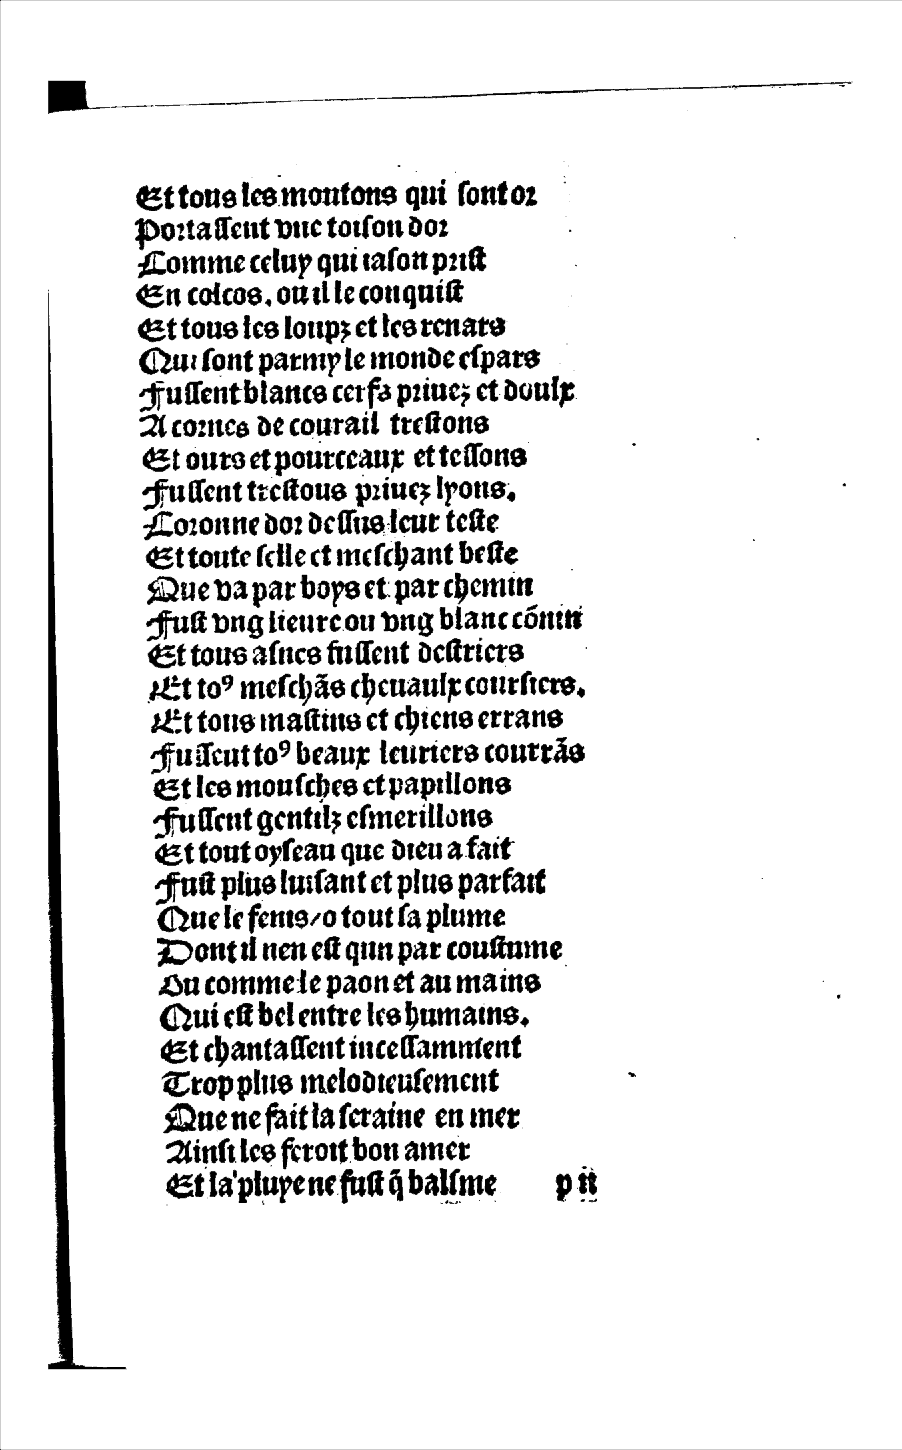 Et tous les moutons qui ſont or
Portaſſent vne toiſon dor
Comme celuy qui iaſon priſt
En colcos. ou il le conquiſt
Et tous les loupz et les renars
Qui ſont parmy le monde eſpars
Fuſſent blancs cerfz priuez et doulx
A cornes de courail treſtons
Et ours et pourceaux et teſſons
Fuſſent treſtous priuez lyons.
Coronne dor deſſus leur teſte
Et toute ſelle et meſchant beſte
Que va par boys et par chemin
Fuſt vng lieure ou vng blanc cõnin
Et tous aſnes fuſſent deſtriers
Et toꝰ meſchãs cheuaulx courſiers.
Et tous maſtins et chiens errans
Fuſſent toꝰ beaux leuriers courrãs
Et les mouſches et papillons
Fuſſent gentilz eſmerillons
Et tout oyſeau que dieu a fait
Fuſt plus luiſant et plus parfait
Que le fenis/o tout ſa plume
Dont il nen eſt qun par couſtume
Ou comme le paon et au mains
Qui eſt bel entre les humains.
Et chantaſſent inceſſamment
Trop plus melodieuſement
Que ne fait la ſeraine en mer
Ainſi les feroit bon amer
Et la pluye ne fuſt q̃ balſme p ii